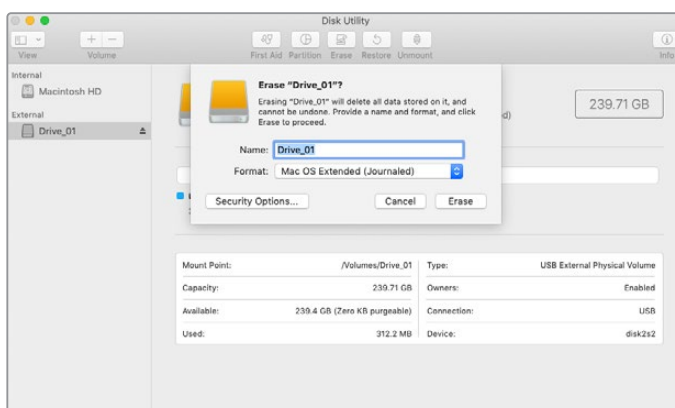 Disk Utility
View
Volume
First Aid
Partition
Erase
Restore
Unmount
Info
Internal
Macintosh HD
External
Drive_01
Erase “Drive_01”?
Erasing “Drive_01” will delete all data stored on it, and
cannot be undone. Provide a name and format, and click
Erase to proceed.
Name: Drive_01
Format: Mac OS Extended (Journaled)
Security Options...
Cancel
Erase
239.71 GB
Mount Point: /Volumes/Drive_01
Type: USB External Physical Volume
Capacity: 239.71 GB
Owners: Enabled
Available: 239.4 GB (Zero KB purgeable)
Connection: USB
Used: 312.2 MB
Device: disk2s2